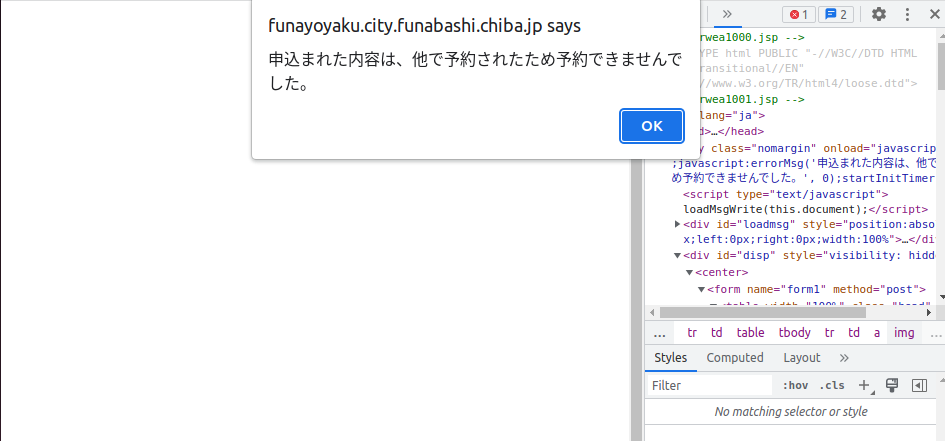 funayoyaku.city.funabashi.chiba.jp says
申込まれた内容は、他で予約されたため予約できませんで
した。
OK
1
2
rwea1000.jsp -->
YPE html PUBLIC "-//W3C//DTD HTML
ransitional//EN"
//www.w3.org/TR/html4/loose.dtd">
rwea1001.jsp -->
lang="ja">
d>…</head>
y class="nomargin" onload="javascript
;javascript:errorMsg('申込まれた内容は、他で
め予約できませんでした。', 0);startInitTimer
<script type="text/javascript">
loadMsgWrite(this.document);</script>
<div id="loadmsg" style="position:abso
x;left:0px;right:0px;width:100%">…</di
<div id="disp" style="visibility: hidd
<center>
<form name="form1" method="post">
<table width="100%" class="head"
... tr td table tbody tr td a img ...
Styles Computed Layout
Filter :hov .cls
No matching selector or style